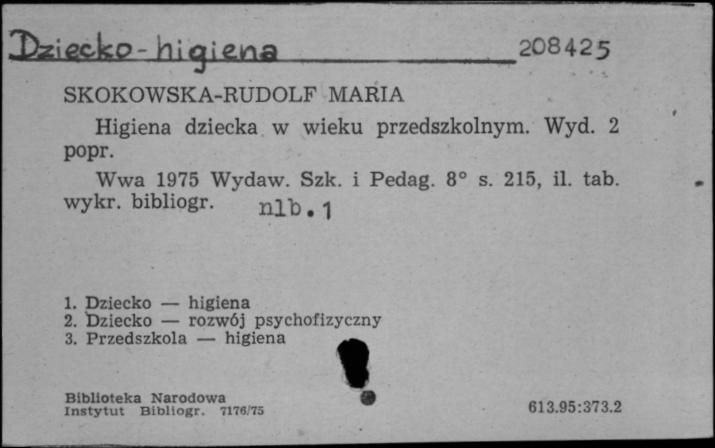 Dziecko-higiena 208425
SKOKOWSKA-RUDOLF MARIA
Higiena dziecka w wieku przedszkolnym. Wyd. 2
popr.
Wwa 1975 Wydaw. Szk. i Pedag. 8° s. 215, il. tab.
wykr. bibliogr. nlb. 1
1. Dziecko — higiena
2. Dziecko — rozwój psychofizyczny
3. Przedszkola — higiena
Biblioteka Narodowa
Instytut Bibliogr. 7176/75 613.95:373.2